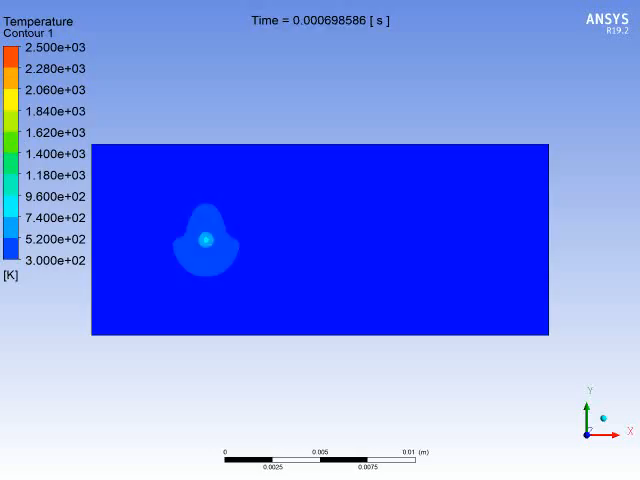 Time = 0.000698586 [ s ]
ANSYS
R19.2
Temperature
Contour 1
2.500e+03
2.280e+03
2.060e+03
1.840e+03
1.620e+03
1.400e+03
1.180e+03
9.600e+02
7.400e+02
5.200e+02
3.000e+02
[K]
Y
Z
X
0 0.005 0.01 (m)
0.0025 0.0075